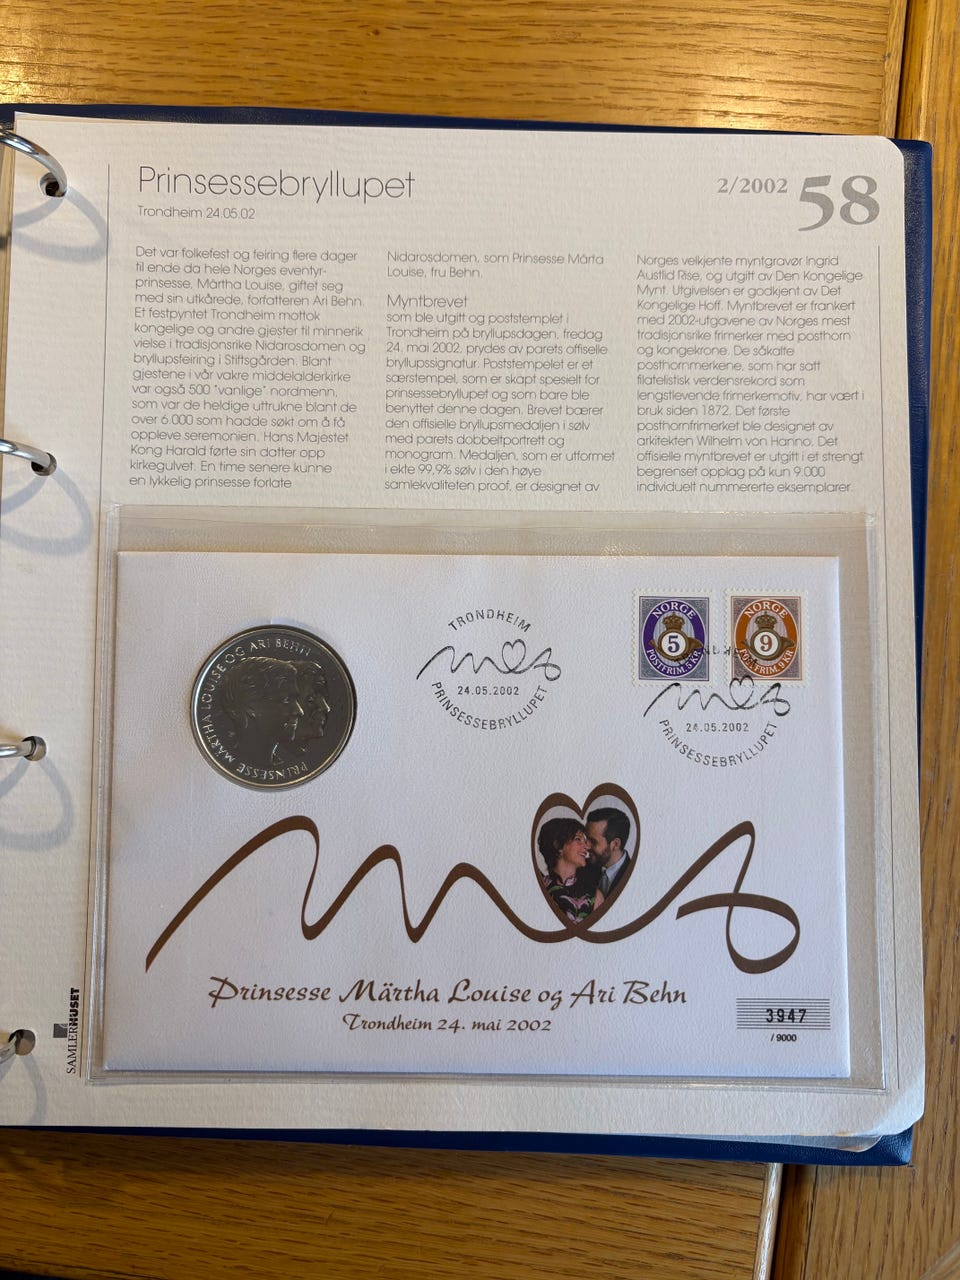 Prinsessebryllupet
Trondheim 24.05.02
2/2002 58
Det var folkefest og feiring flere dager
til ende da hele Norges eventyr-
prinsesse, Märtha Louise, giftet seg
med sin utkårede, forfatteren Ari Behn.
Et festpyntet Trondheim mottok
kongelige og andre gjester til minnerik
vielse i tradisjonsrike Nidarosdomen og
bryllupsfeiring i Stiftsgården. Blant
gjestene i vår vakre middelalderkirke
var også 500 "vanlige" nordmenn,
som var de heldige uttrukne blant de
over 6.000 som hadde søkt om å få
oppleve seremonien. Hans Majestet
Kong Harald førte sin datter opp
kirkegulvet. En time senere kunne
en lykkelig prinsesse forlate
Nidarosdomen, som Prinsesse Märta
Louise, fru Behn.
Myntbrevet
som ble utgitt og poststemplet i
Trondheim på bryllupsdagen, fredag
24. mai 2002, prydes av parets offisielle
bryllupssignatur. Poststempelet er et
særstempel, som er skapt spesielt for
prinsessebryllupet og som bare ble
benyttet denne dagen. Brevet bærer
den offisielle bryllupsmedaljen i sølv
med parets dobbeltportrett og
monogram. Medaljen, som er utformet
i ekte 99,9% sølv i den høye
samlekvaliteten proof, er designet av
Norges velkjente myntgravør Ingrid
Austlid Rise, og utgitt av Den Kongelige
Mynt. Utgivelsen er godkjent av Det
Kongelige Hoff. Myntbrevet er frankert
med 2002-utgavene av Norges mest
tradisjonsrike frimerker med posthorn
og kongekrone. De såkalte
posthornmerkene, som har satt
filatelistisk verdensrekord som
lengstlevende frimerkemotiv, har vært i
bruk siden 1872. Det første
posthornfrimerket ble designet av
arkitekten Wilhelm von Hanno. Det
offisielle myntbrevet er utgitt i et strengt
begrenset opplag på kun 9.000
individuelt nummererte eksemplarer.
PRINSESSE MÄRTHA LOUISE OG ARI BEHN
TRONDHEIM
24.05.2002
PRINSESSEBRYLLUPET
NORGE
5
POSTFRIM. 5 KR
NORGE
9
POSTFRIM. 9 KR
24.05.2002
PRINSESSEBRYLLUPET
Prinsesse Märtha Louise og Ari Behn
Trondheim 24. mai 2002
3947
/ 9000
SAMLERHUSET